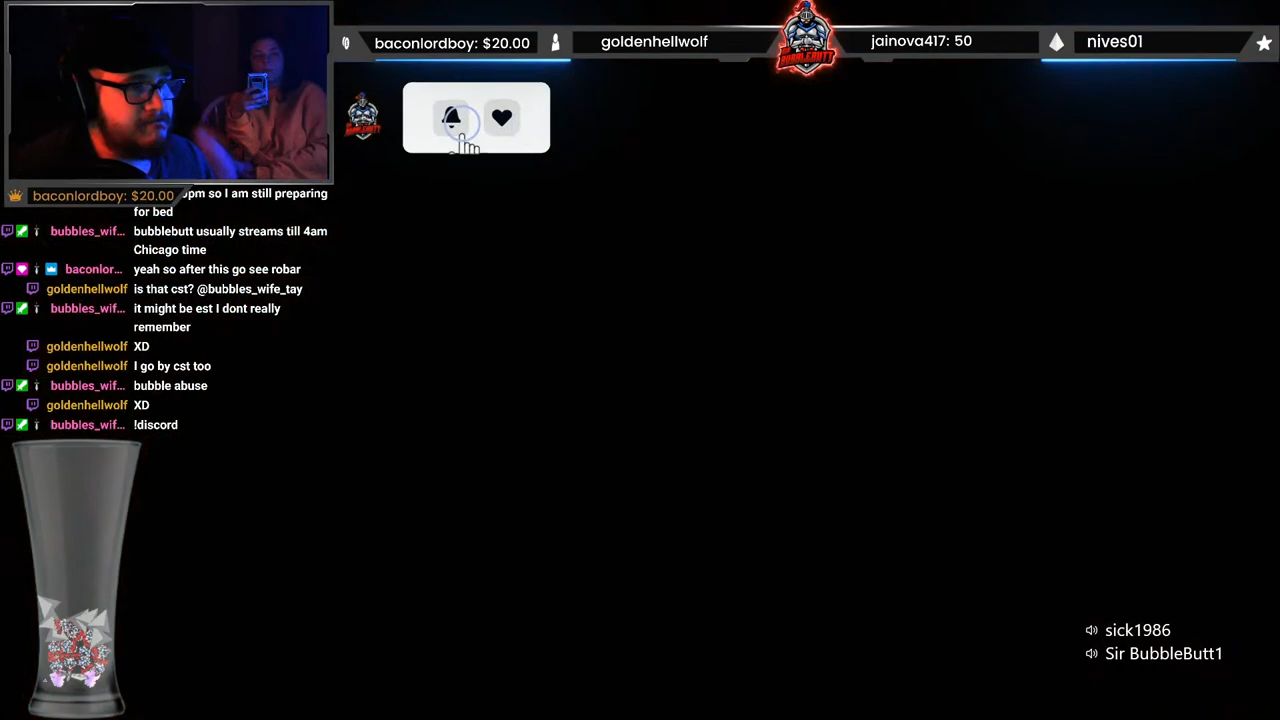 baconlordboy: $20.00
goldenhellwolf
jainova417: 50
nives01
BUBBLEBUTT
baconlordboy: $20.00
pm so I am still preparing
for bed
bubbles_wif... bubblebutt usually streams till 4am
Chicago time
baconlor... yeah so after this go see robar
goldenhellwolf is that cst? @bubbles_wife_tay
bubbles_wif... it might be est I dont really
remember
goldenhellwolf XD
goldenhellwolf I go by cst too
bubbles_wif... bubble abuse
goldenhellwolf XD
bubbles_wif... !discord
sick1986
Sir BubbleButt1